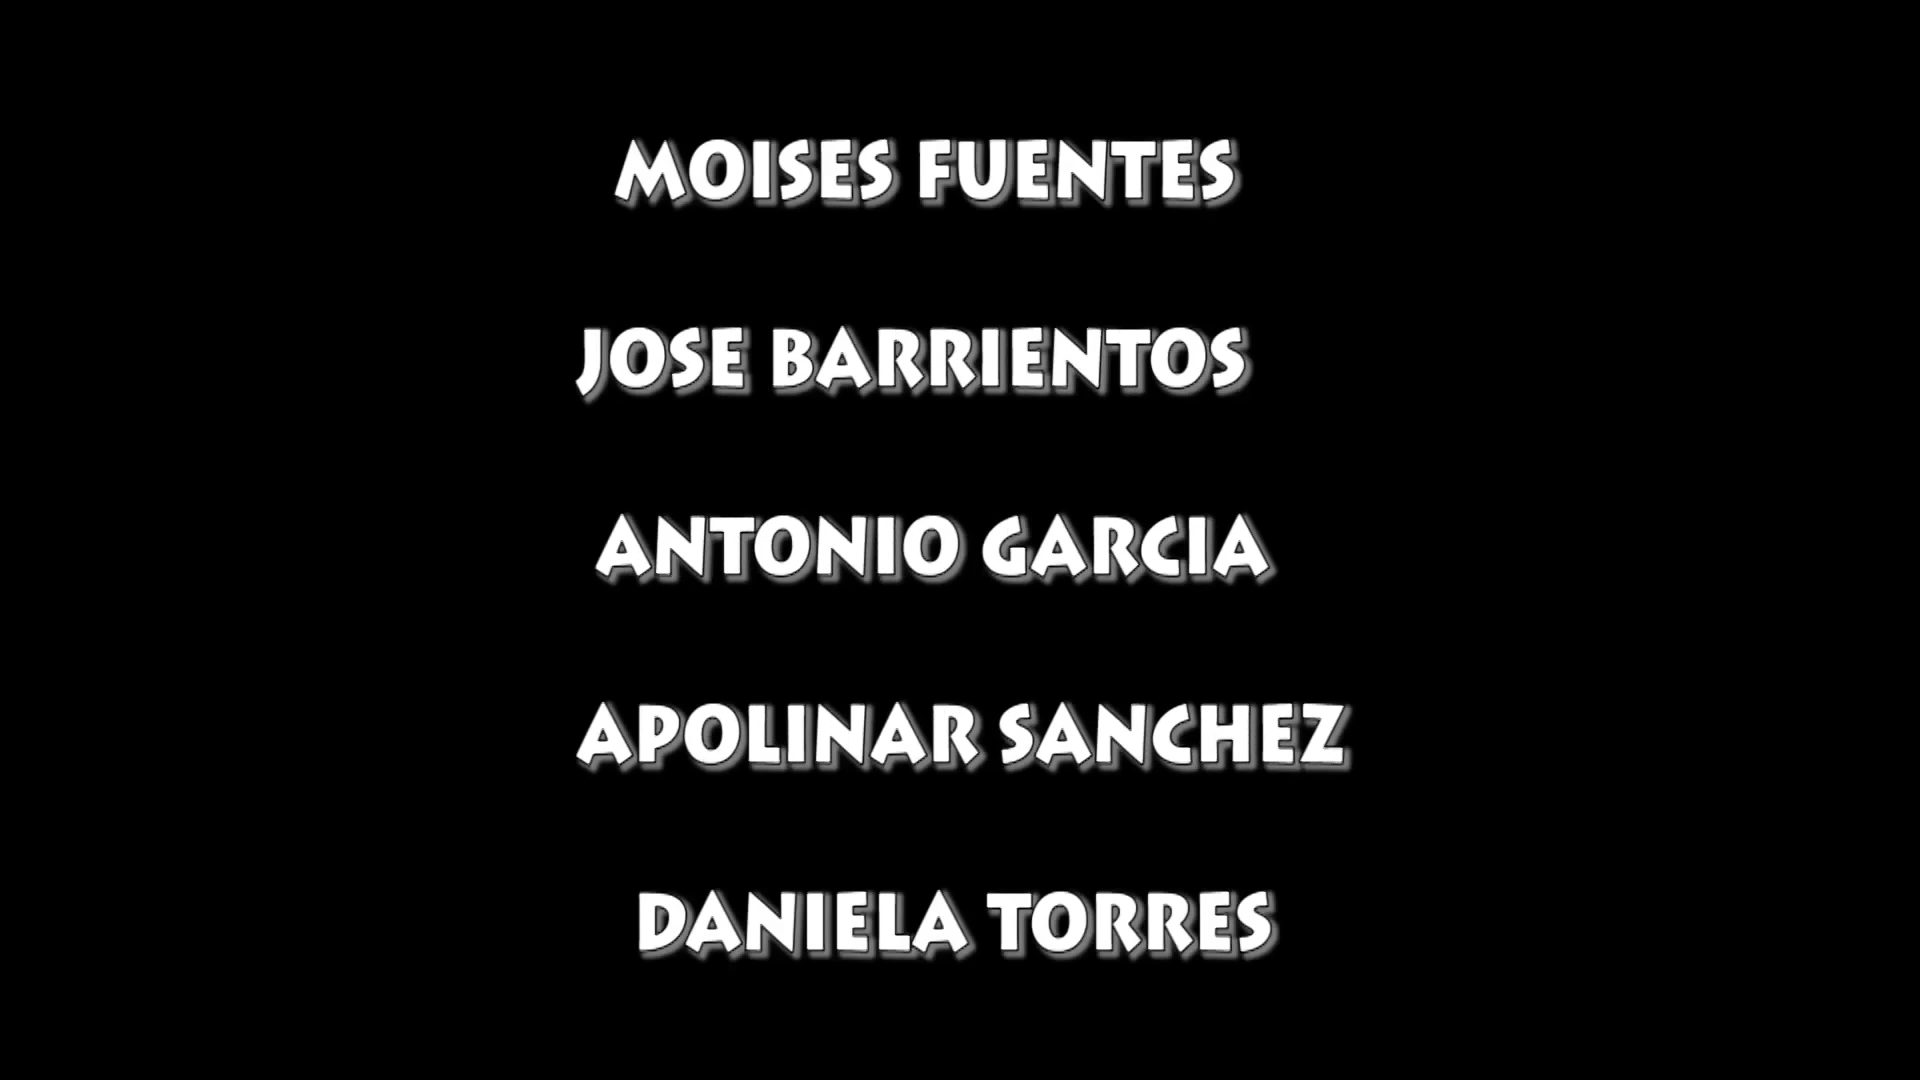 MOISES FUENTES
JOSE BARRIENTOS
ANTONIO GARCIA
APOLINAR SANCHEZ
DANIELA TORRES